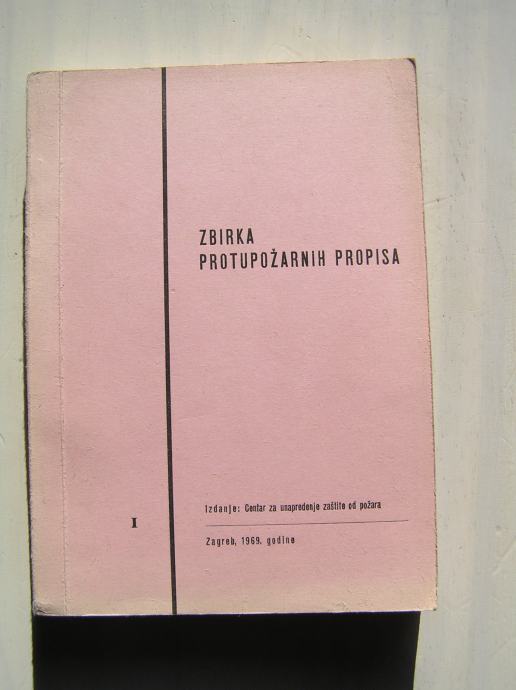 ZBIRKA
PROTUPOŽARNIH PROPISA
Izdanje: Centar za unapređenje zaštite od požara
I
Zagreb, 1969. godine